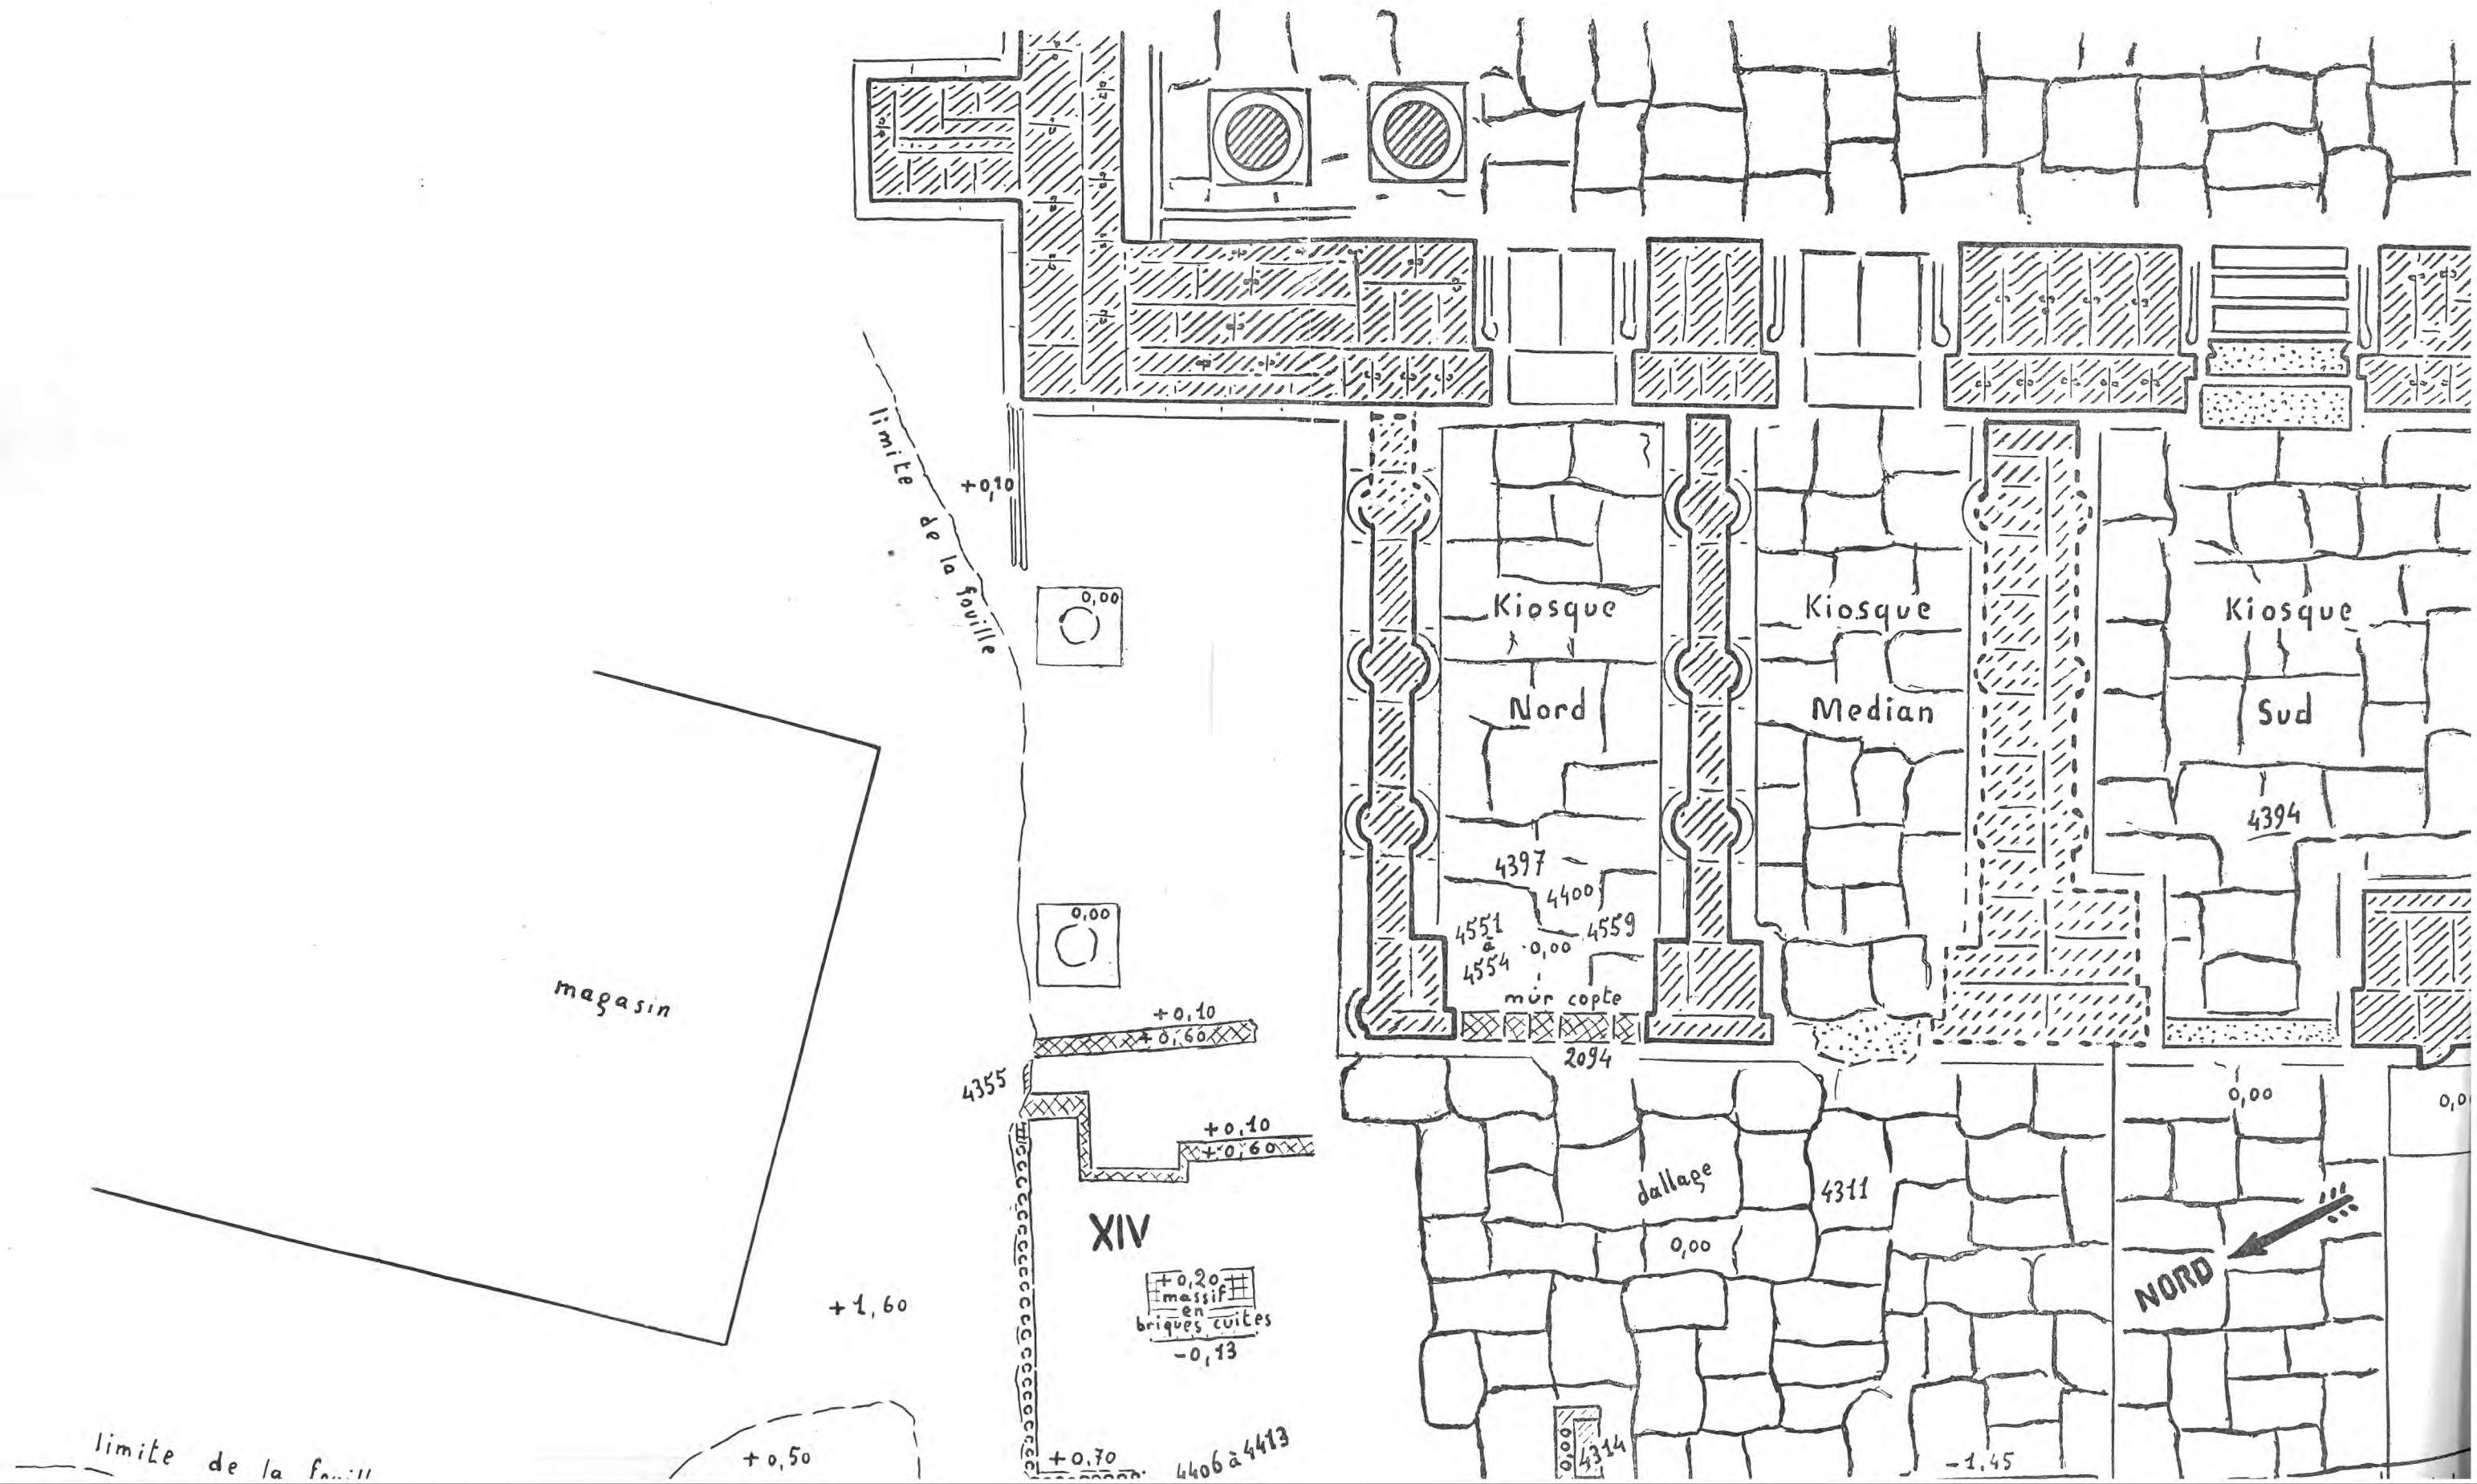 limite
de la fouille
+0,10
0,00
0,00
Kiosque
Nord
Kiosque
Median
Kiosque
Sud
4394
4397
4400
4551
à
4554
0,00
4559
mur copte
2094
magasin
+0,10
+0,60
4355
+0,10
+0,60
XIV
+0,20
massif
en
briques cuites
-0,13
+1,60
dallage
4311
0,00
0,00
NORD
limite de la fouill
+0,50
+0,70
4406 à 4413
0,00
4314
-1,45